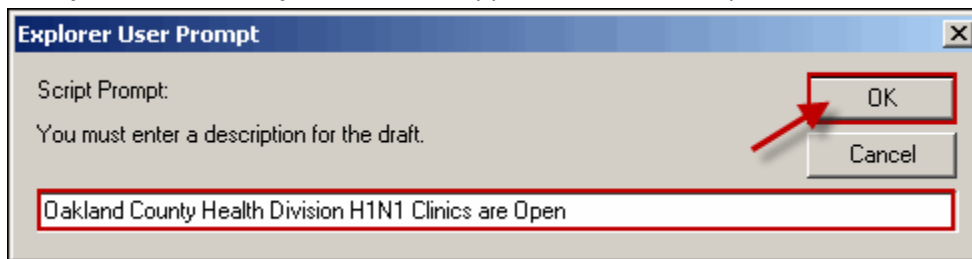 Explorer User Prompt
Script Prompt:
OK
You must enter a description for the draft.
Cancel
Oakland County Health Division H1N1 Clinics are Open